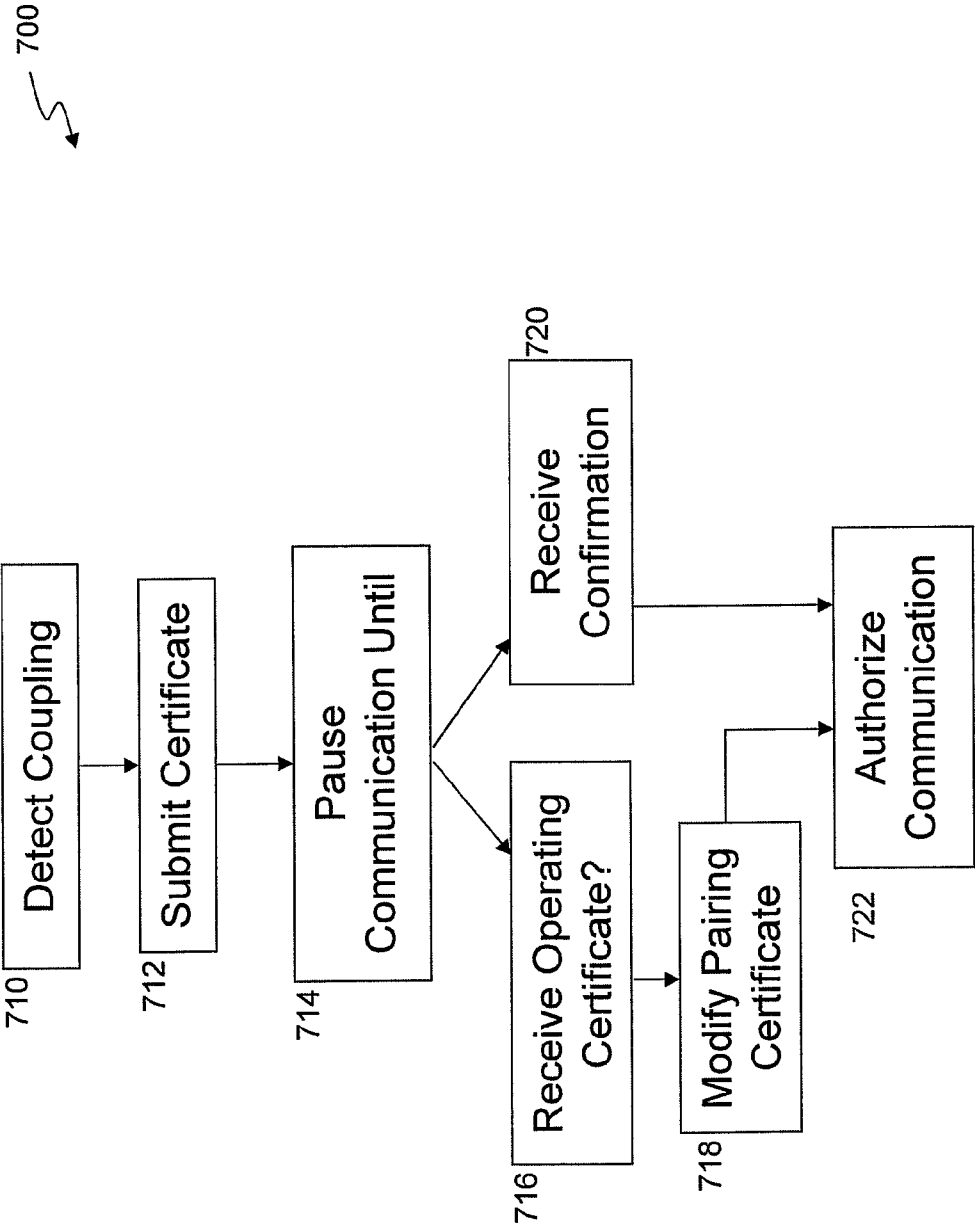 700
710
Detect Coupling
712
Submit Certificate
714
Pause
Communication Until
716
Receive Operating
Certificate?
720
Receive
Confirmation
718
Modify Pairing
Certificate
722
Authorize
Communication